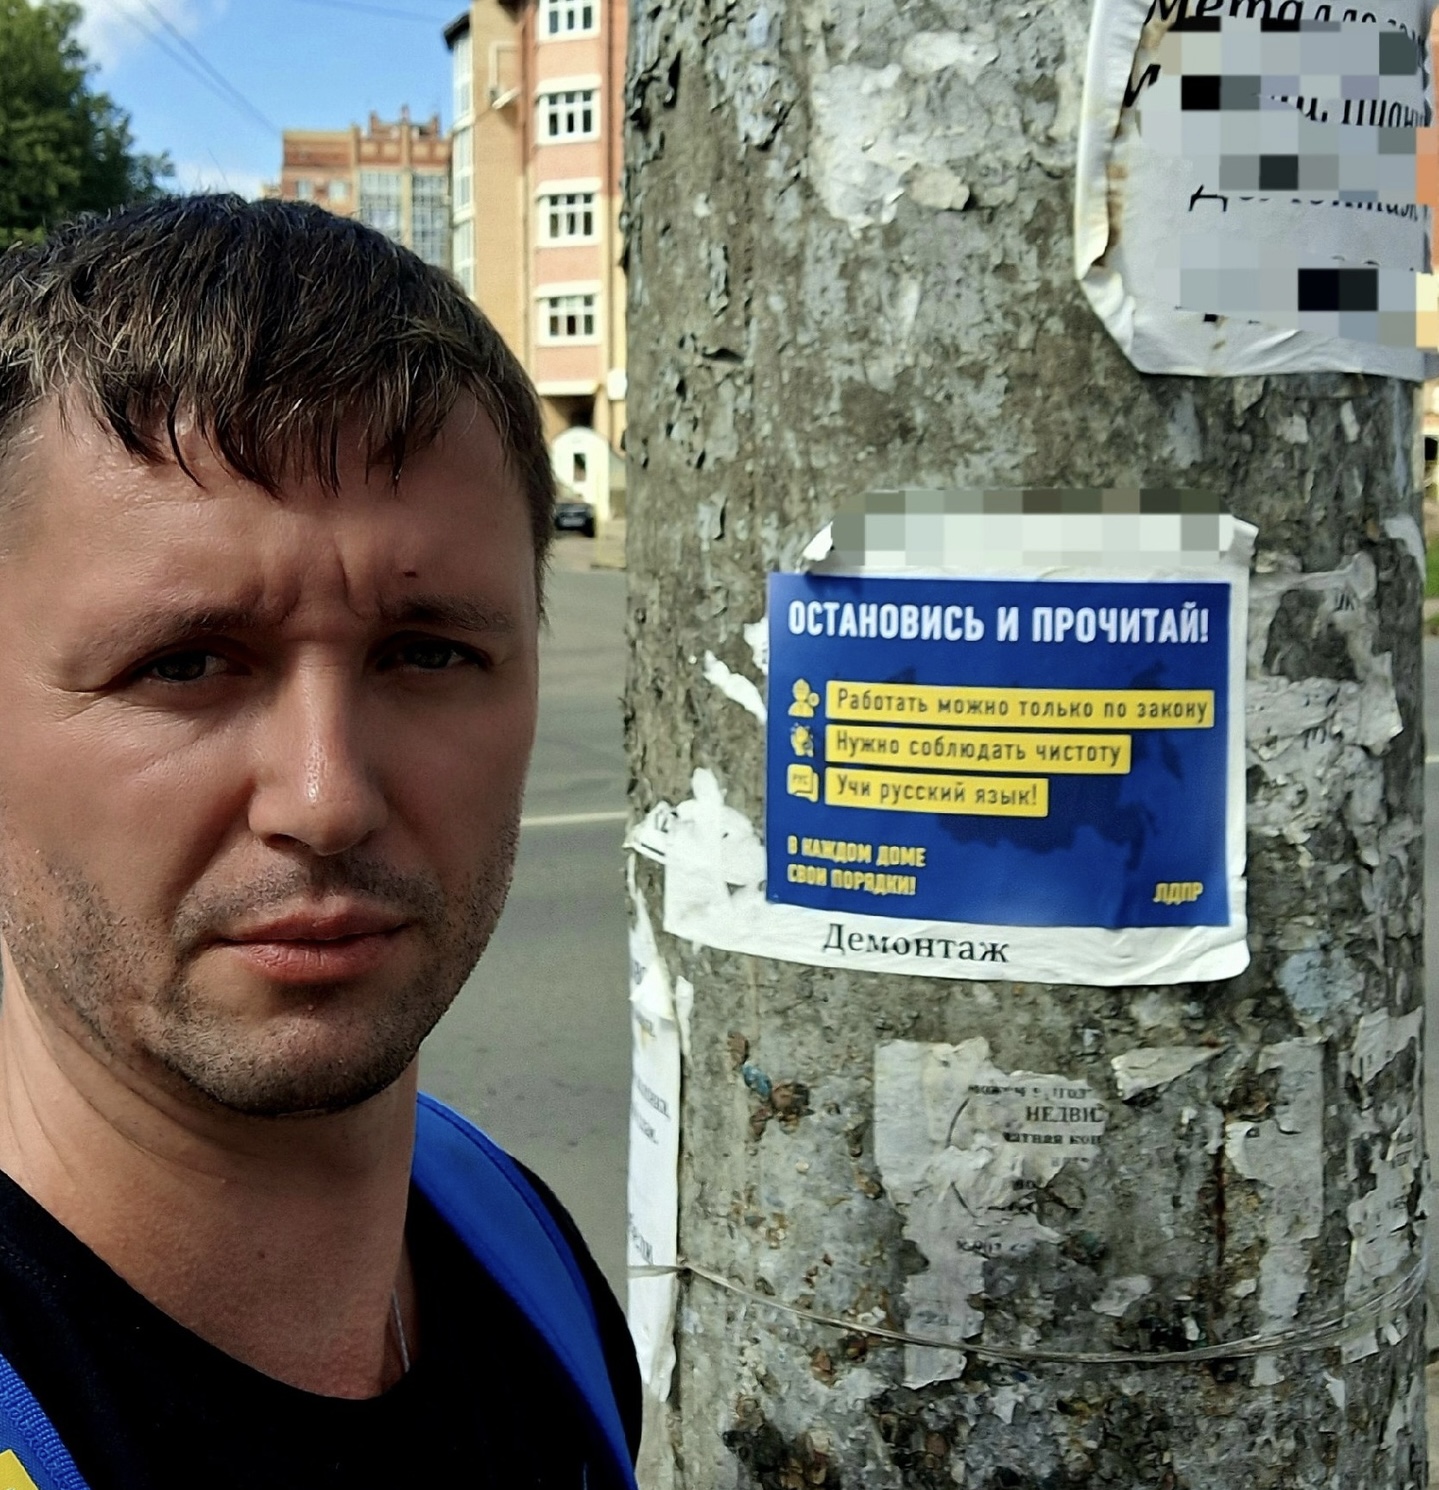 ОСТАНОВИСЬ И ПРОЧИТАЙ!
Работать можно только по закону
Нужно соблюдать чистоту
РУС
Учи русский язык!
В КАЖДОМ ДОМЕ
СВОИ ПОРЯДКИ!
ЛДПР
Демонтаж
НЕДВИ